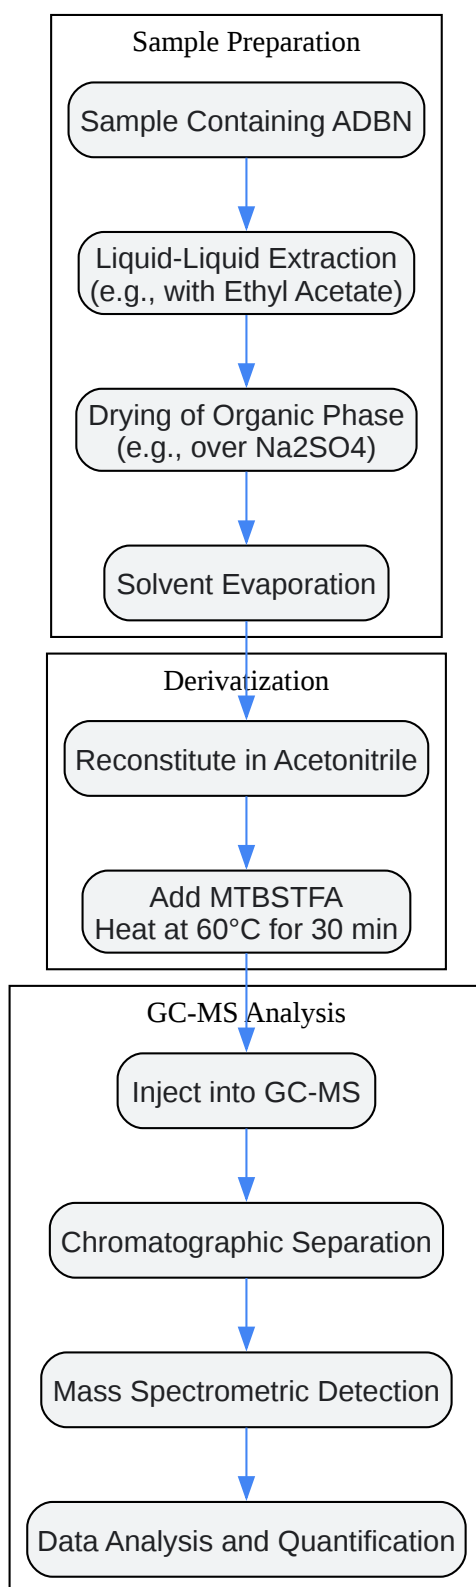 Sample Preparation
Sample Containing ADBN
Liquid-Liquid Extraction
(e.g., with Ethyl Acetate)
Drying of Organic Phase
(e.g., over Na2SO4)
Solvent Evaporation
Derivatization
Reconstitute in Acetonitrile
Add MTBSTFA
Heat at 60°C for 30 min
GC-MS Analysis
Inject into GC-MS
Chromatographic Separation
Mass Spectrometric Detection
Data Analysis and Quantification